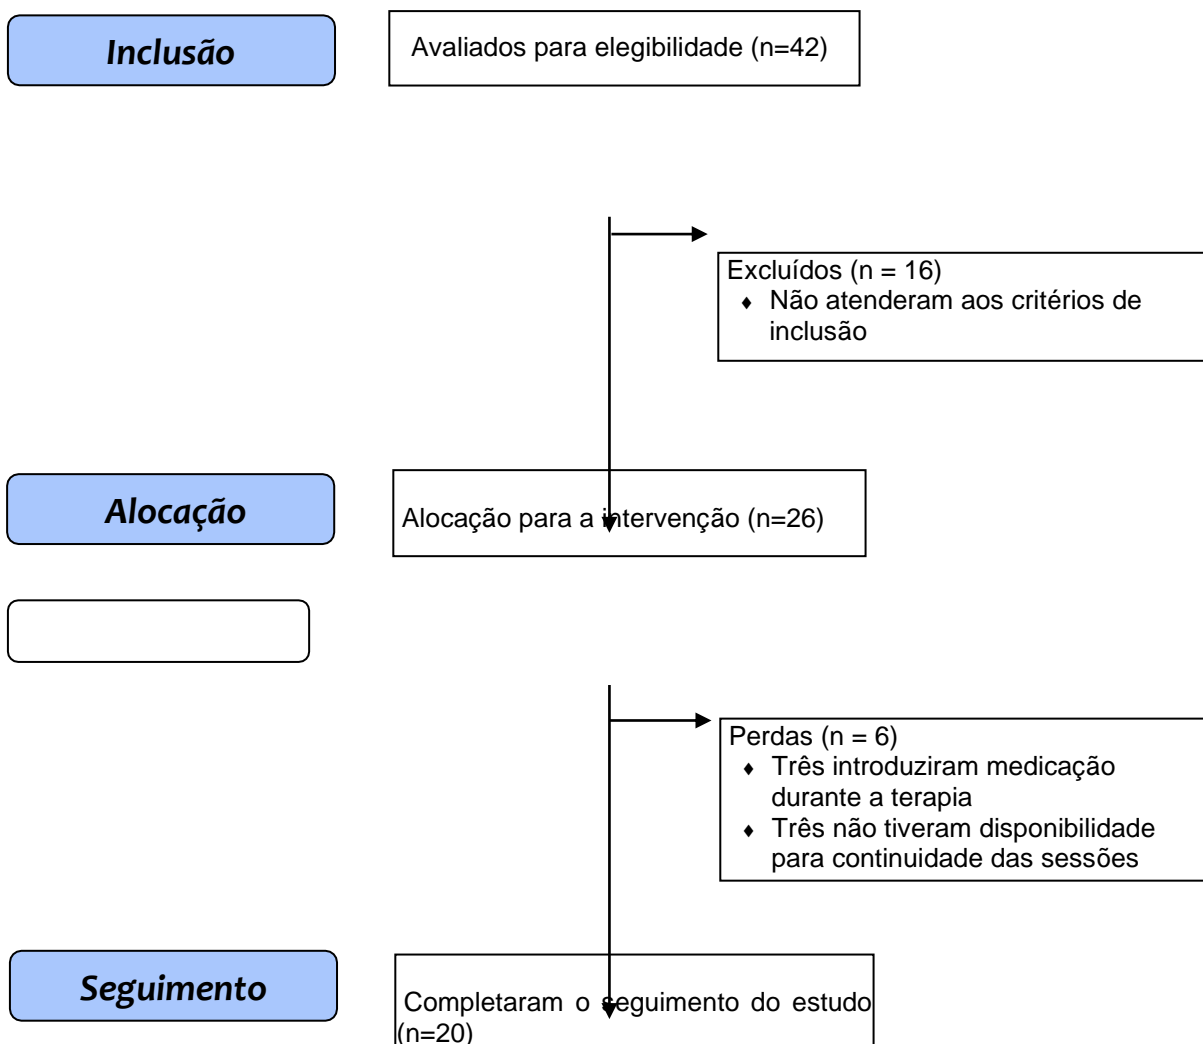 Inclusão
Avaliados para elegibilidade (n=42)
Excluídos (n = 16)
♦ Não atenderam aos critérios de
inclusão
Alocação
Alocação para a intervenção (n=26)
Perdas (n = 6)
♦ Três introduziram medicação
durante a terapia
♦ Três não tiveram disponibilidade
para continuidade das sessões
Seguimento
Completaram o seguimento do estudo
(n=20)